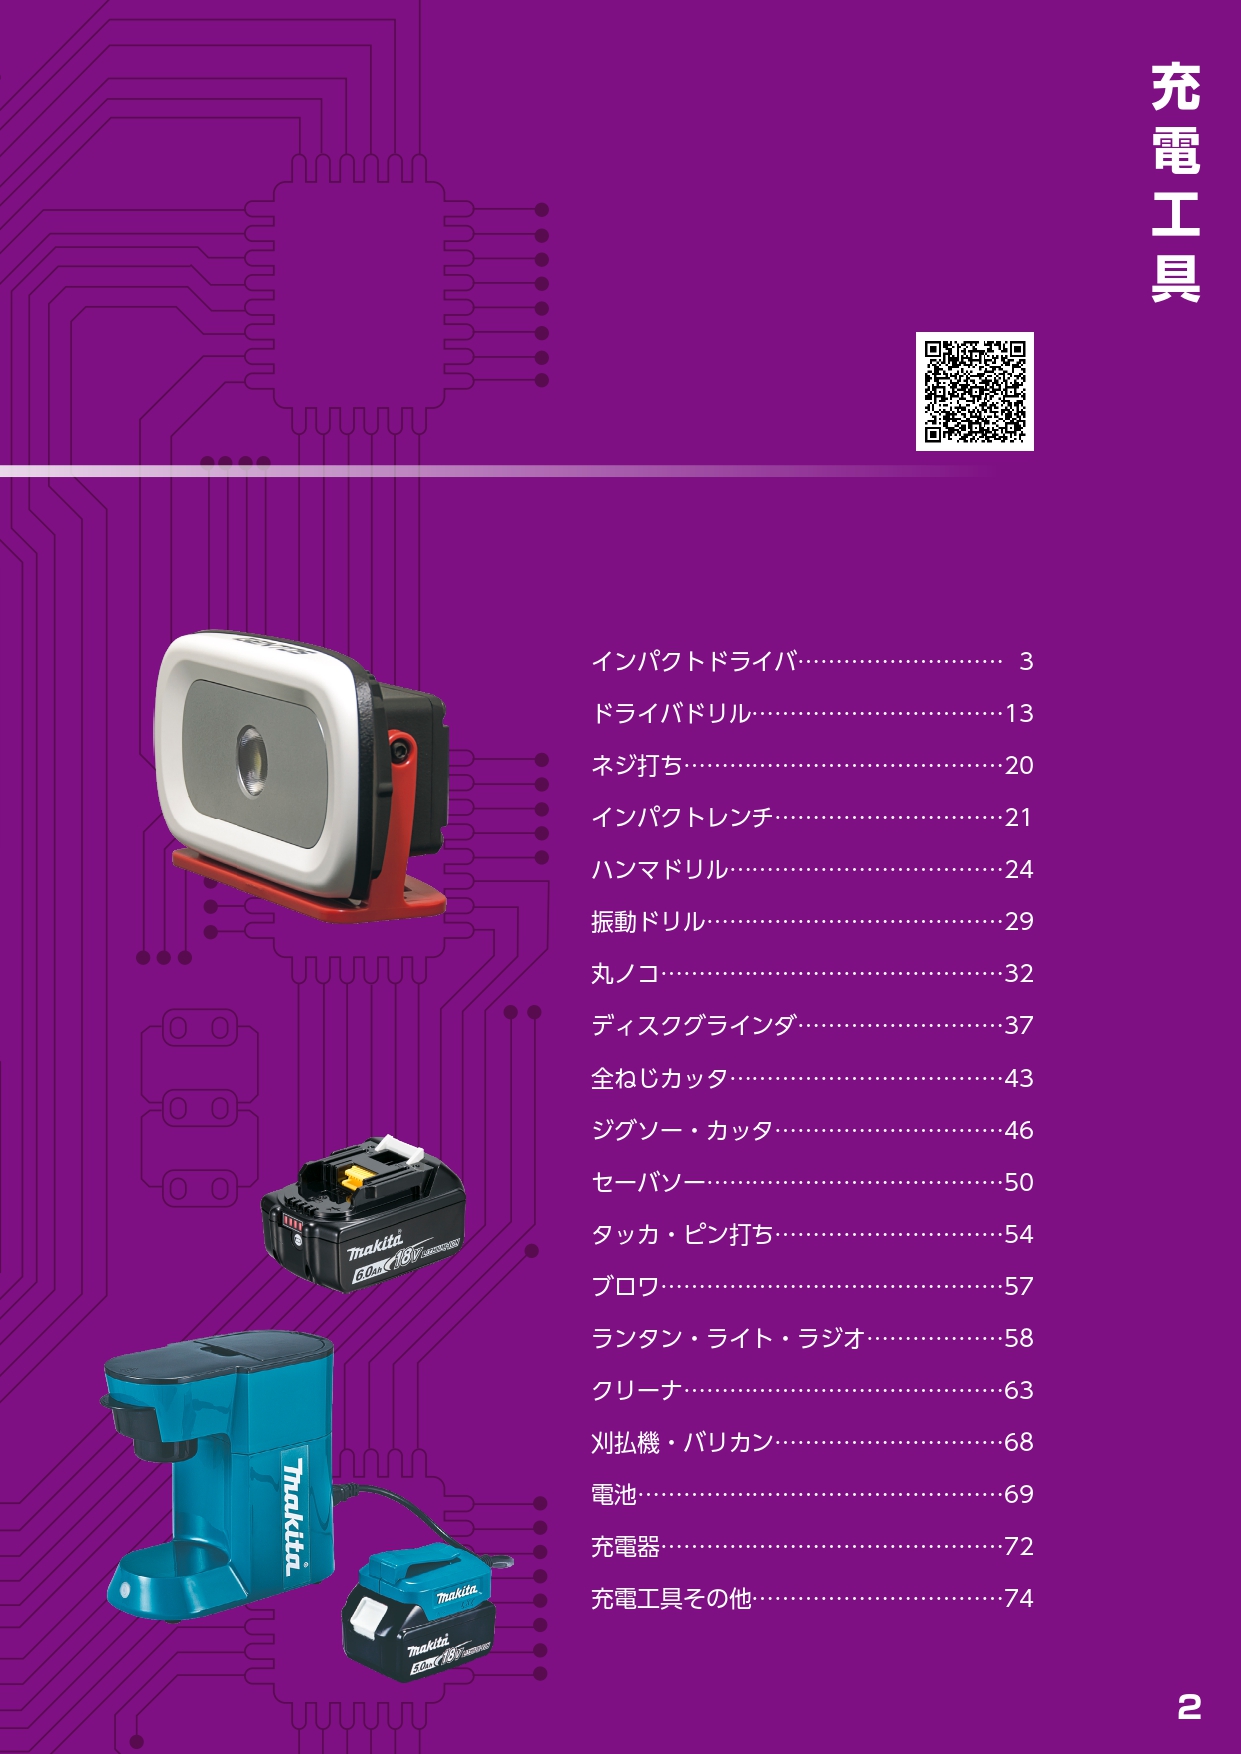 充電工具
インパクトドライバ………………………… 3
ドライバドリル………………………………13
ネジ打ち………………………………………20
インパクトレンチ……………………………21
ハンマドリル…………………………………24
振動ドリル……………………………………29
丸ノコ…………………………………………32
ディスクグラインダ…………………………37
全ねじカッタ…………………………………43
ジグソー・カッタ……………………………46
セーバソー……………………………………50
タッカ・ピン打ち……………………………54
ブロワ…………………………………………57
ランタン・ライト・ラジオ…………………58
クリーナ………………………………………63
刈払機・バリカン……………………………68
電池……………………………………………69
充電器…………………………………………72
充電工具その他………………………………74
makita
6.0Ah 18V LITHIUM-ION
makita
makita
makita
5.0Ah 18V LITHIUM-ION
2